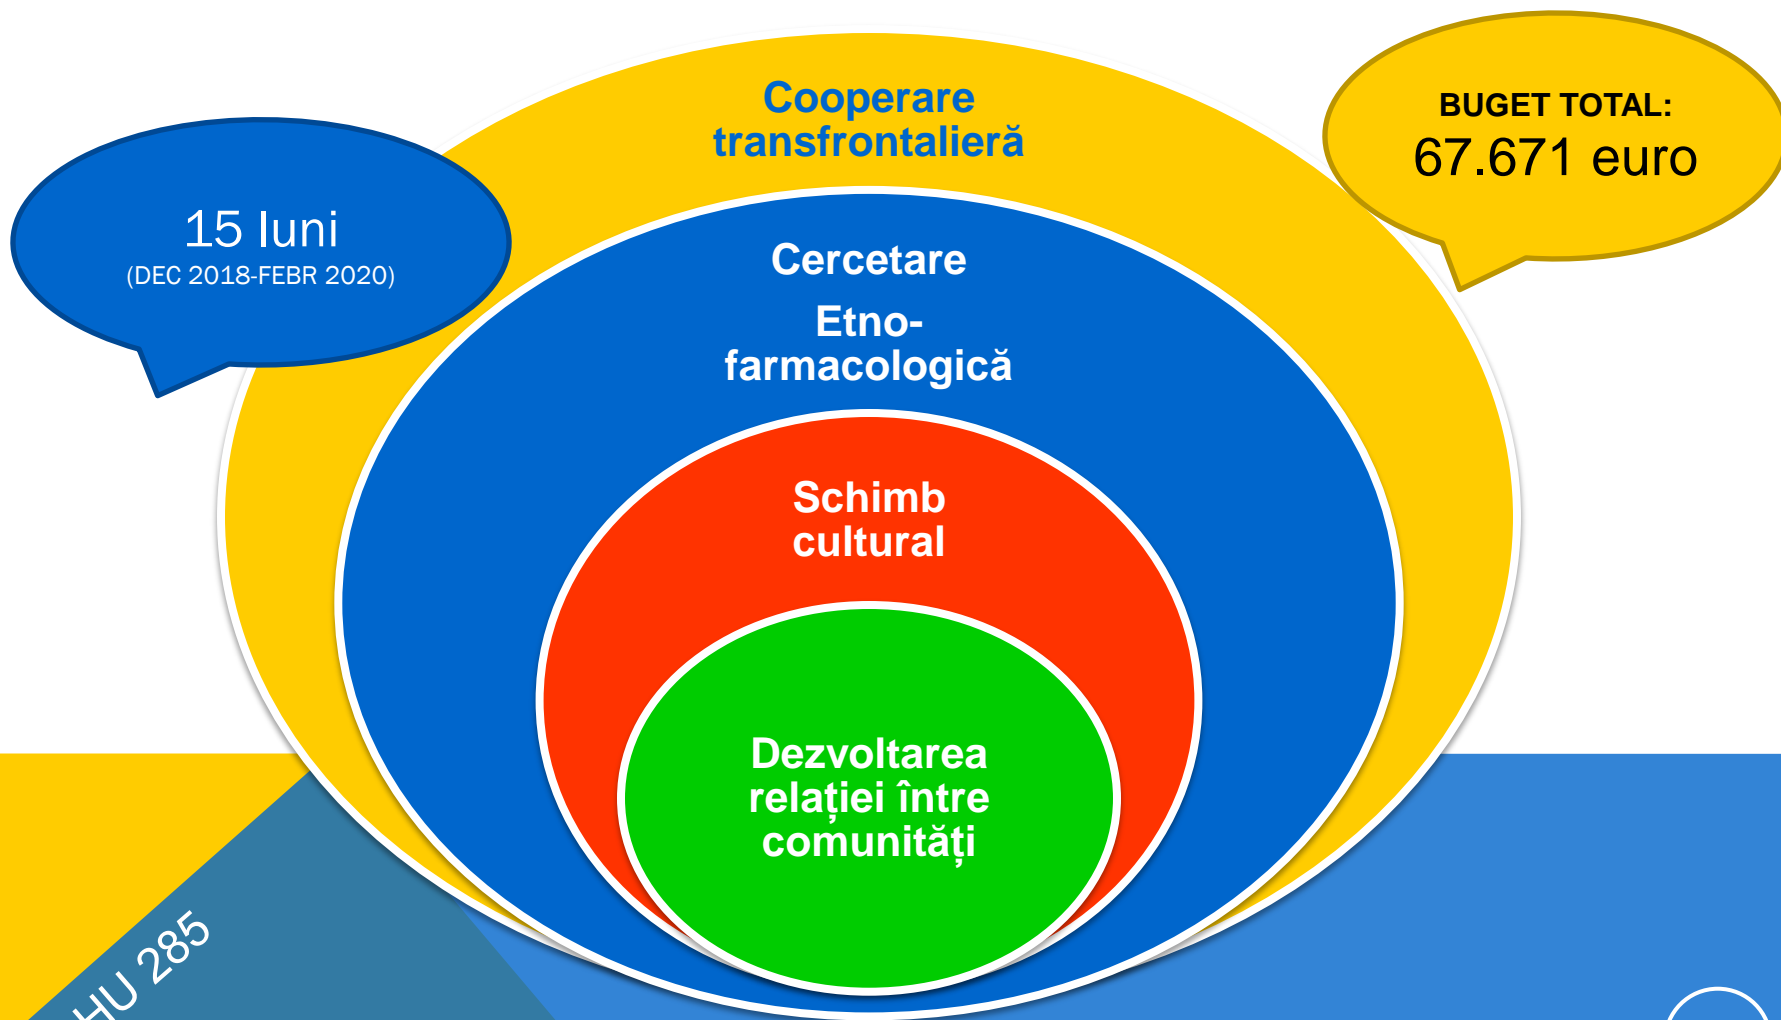 Cooperare
transfrontalieră
BUGET TOTAL:
67.671 euro
15 luni
(DEC 2018-FEBR 2020)
Cercetare
Etno-
farmacologică
Schimb
cultural
Dezvoltarea
relației între
comunități
HU 285